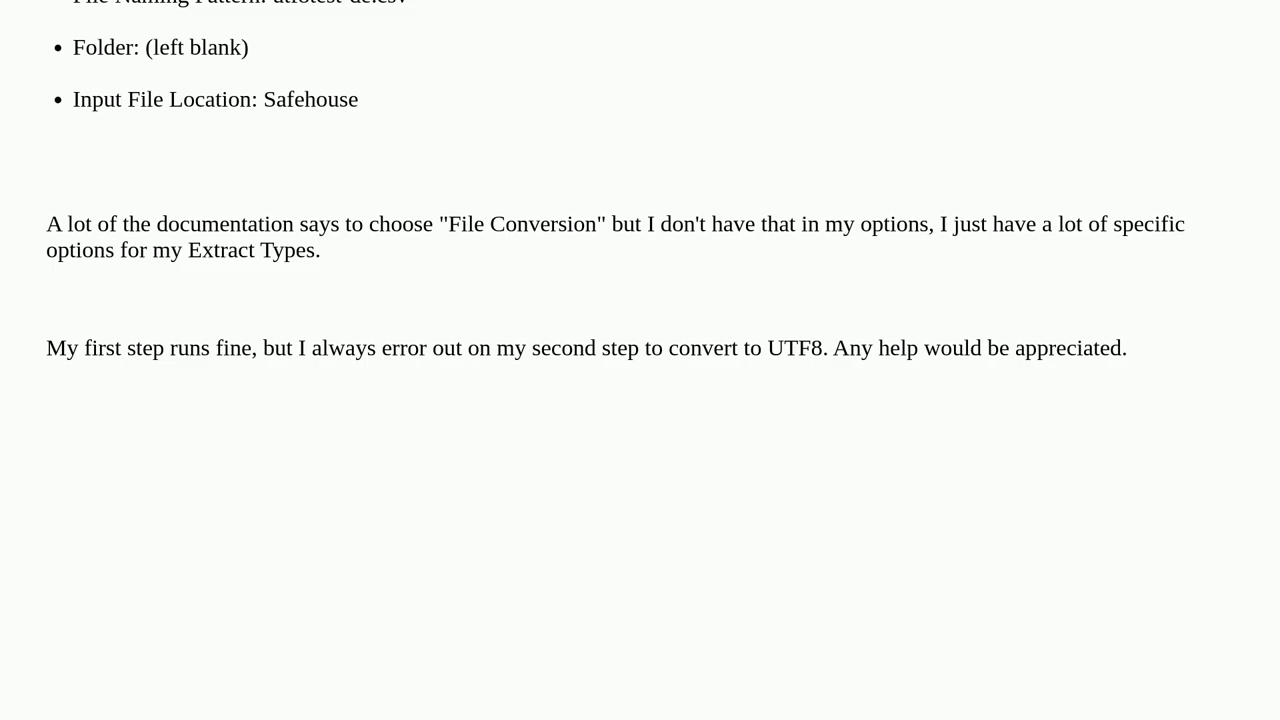 Folder: (left blank)
Input File Location: Safehouse
A lot of the documentation says to choose "File Conversion" but I don't have that in my options, I just have a lot of specific
options for my Extract Types.
My first step runs fine, but I always error out on my second step to convert to UTF8. Any help would be appreciated.